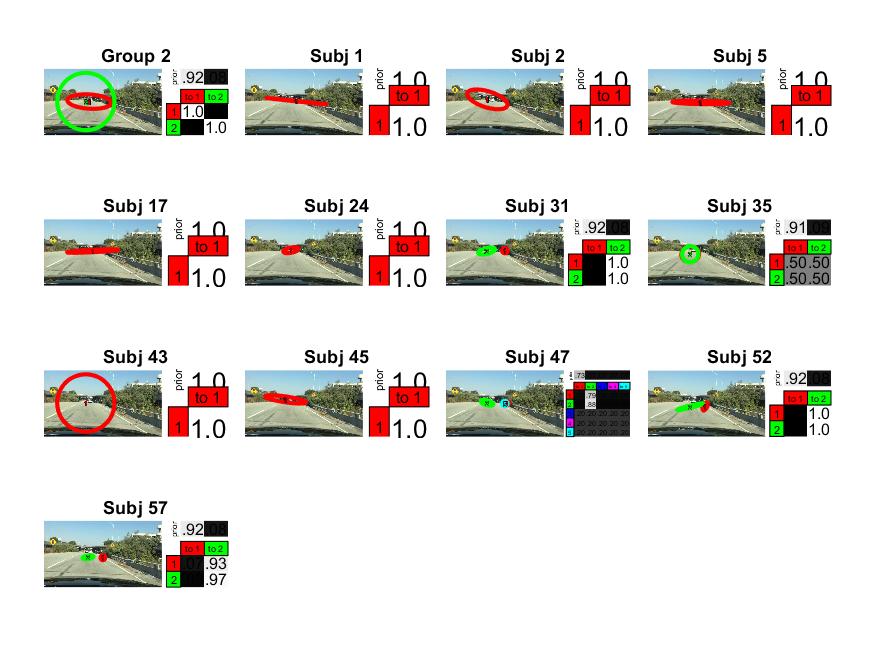 Group 2
prior .92 .08
to 1 to 2
1 1.0
2 1.0
Subj 1
prior 1.0
to 1
1 1.0
Subj 2
prior 1.0
to 1
1 1.0
Subj 5
prior 1.0
to 1
1 1.0
Subj 17
prior 1.0
to 1
1 1.0
Subj 24
prior 1.0
to 1
1 1.0
Subj 31
prior .92 .08
to 1 to 2
1 1.0
2 1.0
Subj 35
prior .91 .09
to 1 to 2
1 .50 .50
2 .50 .50
Subj 43
prior 1.0
to 1
1 1.0
Subj 45
prior 1.0
to 1
1 1.0
Subj 47
.73
.79
.88
.20 .20 .20 .20 .20
.20 .20 .20 .20 .20
.20 .20 .20 .20 .20
Subj 52
prior .92 .08
to 1 to 2
1 1.0
2 1.0
Subj 57
prior .92 .08
to 1 to 2
1 .07 .93
2 .97